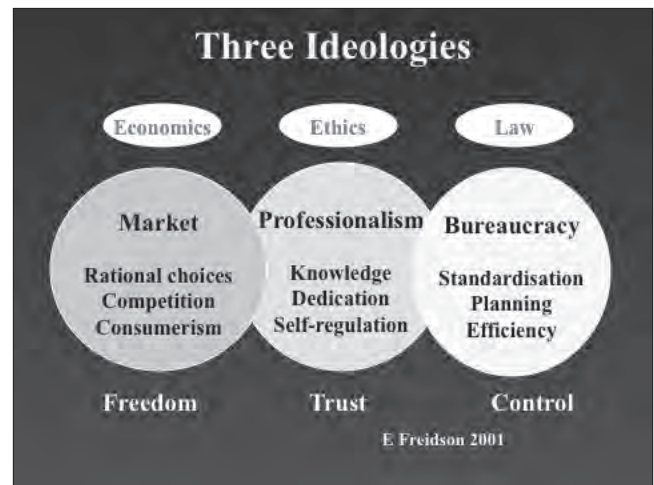 Three Ideologies
Economics
Ethics
Law
Market
Rational choices
Competition
Consumerism
Professionalism
Knowledge
Dedication
Self-regulation
Bureaucracy
Standardisation
Planning
Efficiency
Freedom
Trust
Control
E Freidson 2001